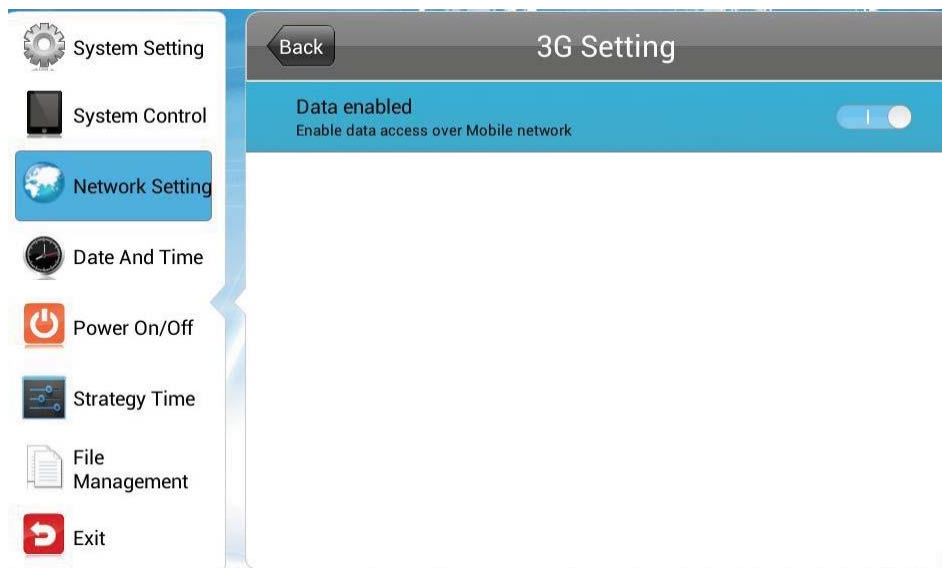 System Setting
System Control
Network Setting
Date And Time
Power On/Off
Strategy Time
File
Management
Exit
Back
3G Setting
Data enabled
Enable data access over Mobile network